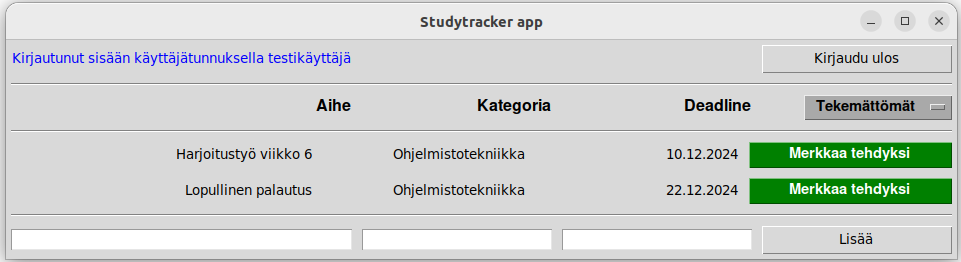 Studytracker app
Kirjautunut sisään käyttäjätunnuksella testikäyttäjä Kirjaudu ulos
Aihe Kategoria Deadline Tekemättömät
Harjoitustyö viikko 6 Ohjelmistotekniikka 10.12.2024 Merkkaa tehdyksi
Lopullinen palautus Ohjelmistotekniikka 22.12.2024 Merkkaa tehdyksi
Lisää